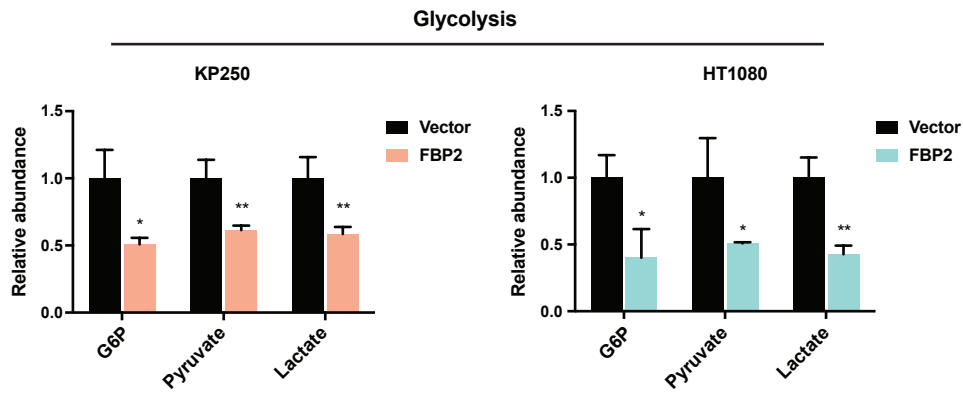 Glycolysis
KP250
Relative abundance
1.5
1.0
0.5
0.0
*
**
**
G6P
Pyruvate
Lactate
Vector
FBP2
HT1080
Relative abundance
1.5
1.0
0.5
0.0
*
*
**
G6P
Pyruvate
Lactate
Vector
FBP2